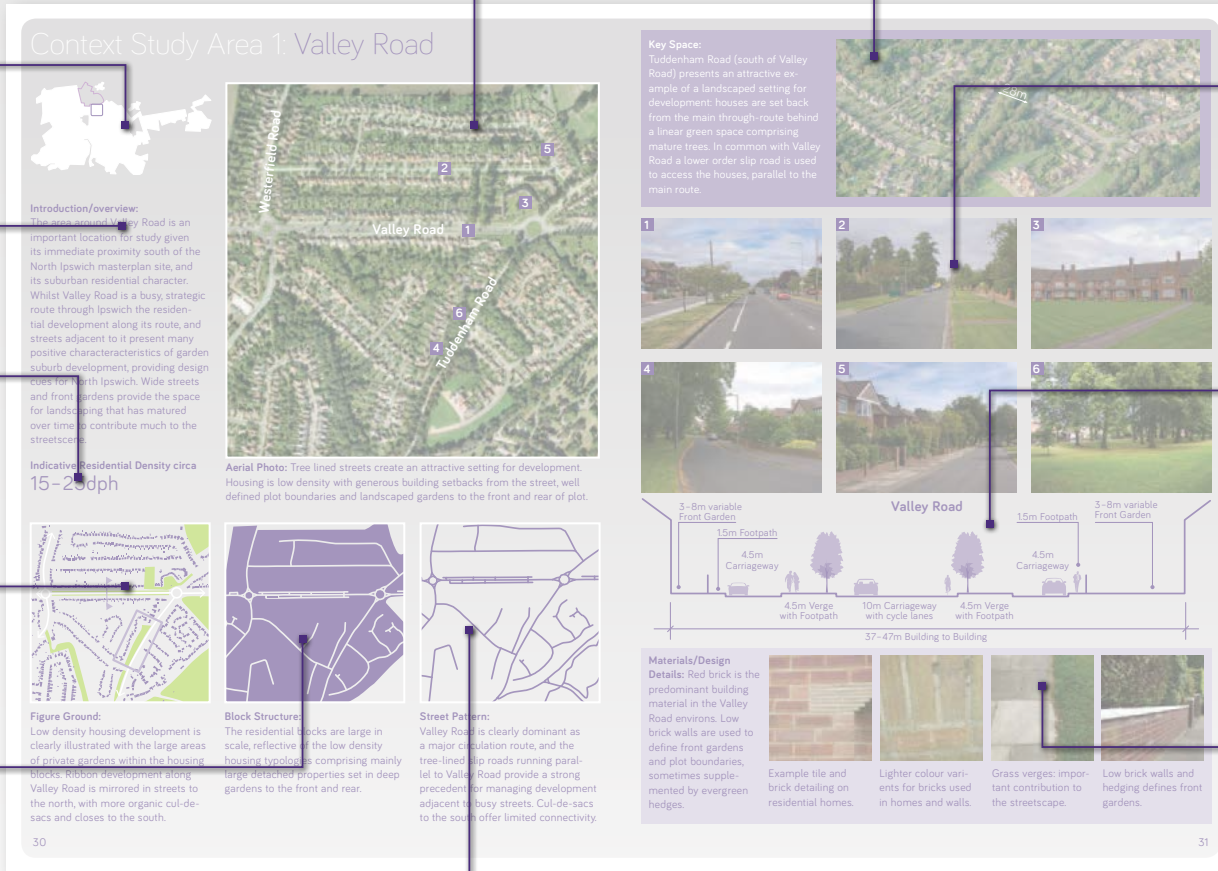 Context Study Area 1: Valley Road
Introduction/overview:
The area around Valley Road is an
important location for study given
its immediate proximity south of the
North Ipswich masterplan site, and
its suburban residential character.
Whilst Valley Road is a busy, strategic
route through Ipswich the residen-
tial development along its route, and
streets adjacent to it present many
positive charactertacteristics of garden
suburb development, providing design
cues for North Ipswich. Wide streets
and front gardens provide the space
for landscaping that has matured
over time to contribute much to the
streetscene.
Indicative Residential Density circa
15-25dph
Westerfield Road
Valley Road
Tuddenham Road
1
2
3
4
5
6
Aerial Photo: Tree lined streets create an attractive setting for development.
Housing is low density with generous building setbacks from the street, well
defined plot boundaries and landscaped gardens to the front and rear of plot.
Figure Ground:
Low density housing development is
clearly illustrated with the large areas
of private gardens within the housing
blocks. Ribbon development along
Valley Road is mirrored in streets to
the north, with more organic cul-de-
sacs and closes to the south.
Block Structure:
The residential blocks are large in
scale, reflective of the low density
housing typologies comprising mainly
large detached properties set in deep
gardens to the front and rear.
Street Pattern:
Valley Road is clearly dominant as
a major circulation route, and the
tree-lined slip roads running paral-
lel to Valley Road provide a strong
precedent for managing development
adjacent to busy streets. Cul-de-sacs
to the south offer limited connectivity.
30
Key Space:
Tuddenham Road (south of Valley
Road) presents an attractive ex-
ample of a landscaped setting for
development: houses are set back
from the main through-route behind
a linear green space comprising
mature trees. In common with Valley
Road a lower order slip road is used
to access the houses, parallel to the
main route.
28m
1
2
3
4
5
6
Valley Road
3-8m variable
Front Garden
1.5m Footpath
4.5m
Carriageway
4.5m Verge
with Footpath
10m Carriageway
with cycle lanes
4.5m Verge
with Footpath
4.5m
Carriageway
1.5m Footpath
3-8m variable
Front Garden
37-47m Building to Building
Materials/Design
Details: Red brick is the
predominant building
material in the Valley
Road environs. Low
brick walls are used to
define front gardens
and plot boundaries,
sometimes supple-
mented by evergreen
hedges.
Example tile and
brick detailing on
residential homes.
Lighter colour vari-
ents for bricks used
in homes and walls.
Grass verges: impor-
tant contribution to
the streetscape.
Low brick walls and
hedging defines front
gardens.
31